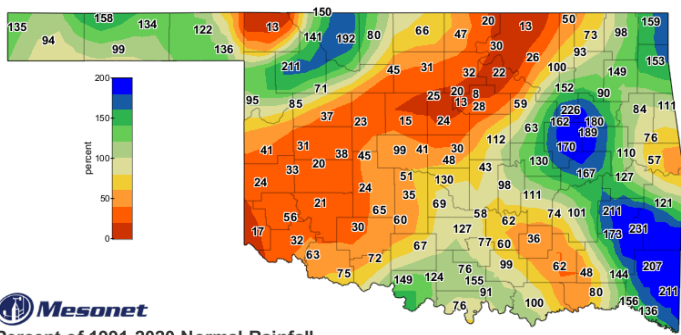 150
135 158 134 13 20 13 50 159
94 99 122 136 141 192 80 66 47 30 73 98
93
26
211 45 31 32 22 100 149 153
200 71 152 90
95 85 25 20 8 59 226 84 111
13 28
37 23 15 24 63 162 180
150 189 76
112
41 31 38 45 99 41 30 170 110 57
percent 100 33 20 48 43 130 167 127
24 24 51 130 98
35 111
50 21 65 69 121
56 60 58 62 74 101 211
0 17 30 127 173 231
32 67 77 60 36
63 72 99 62 207
75 149 124 76 48 144
155
91 80 211
76 100 156 136
Mesonet
Percent of 1991-2020 Normal Rainfall